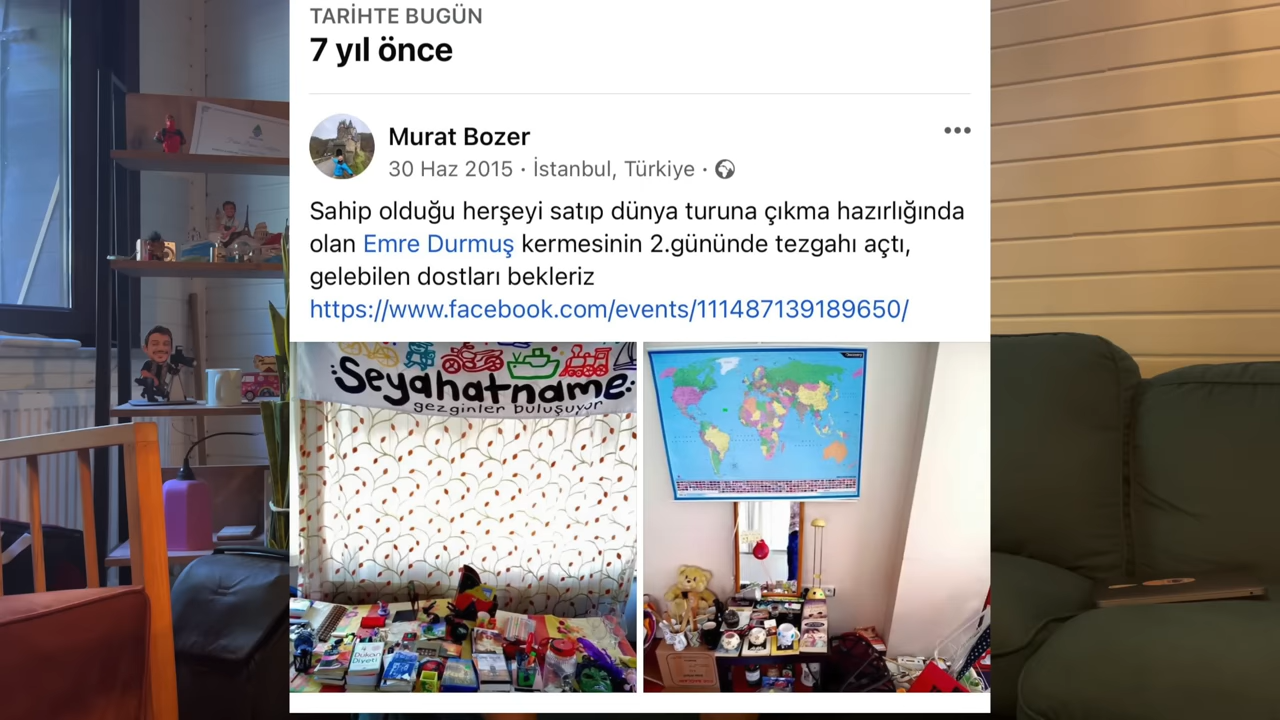 TARİHTE BUGÜN
7 yıl önce
Murat Bozer
30 Haz 2015 · İstanbul, Türkiye ·
Sahip olduğu herşeyi satıp dünya turuna çıkma hazırlığında
olan Emre Durmuş kermesinin 2.gününde tezgahı açtı,
gelebilen dostları bekleriz
https://www.facebook.com/events/111487139189650/
Seyahatname
gezginler buluşuyor
Dukan
Diyeti